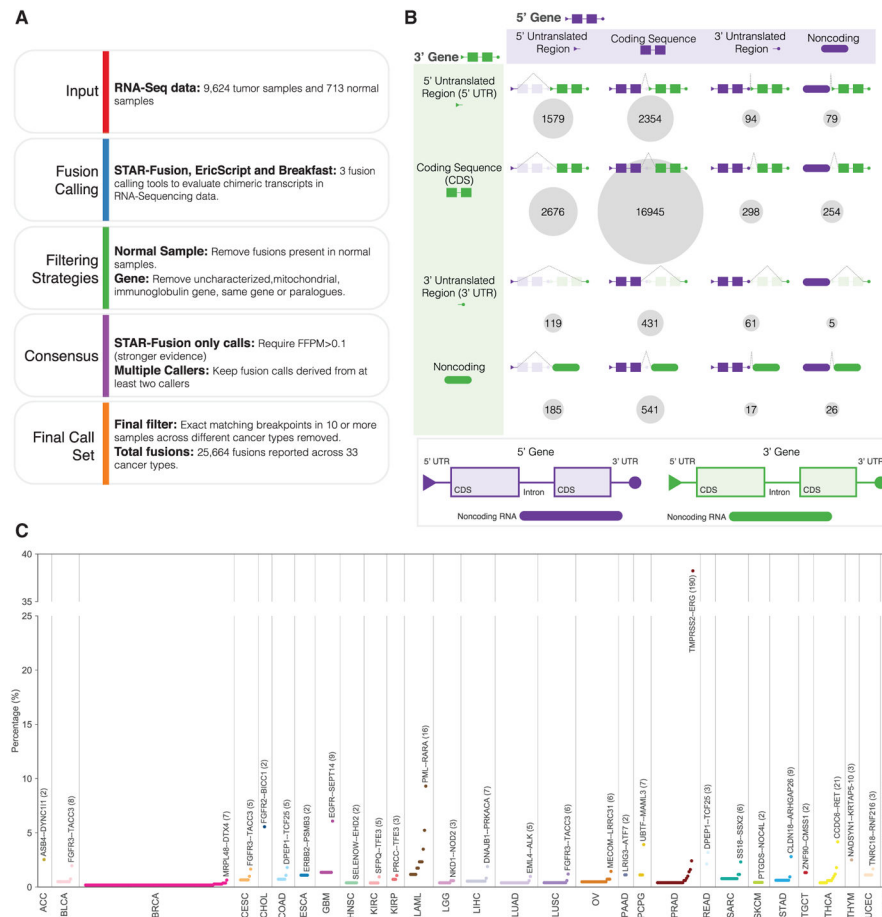 A
Input
RNA-Seq data: 9,624 tumor samples and 713 normal
samples
Fusion
Calling
STAR-Fusion, EricScript and Breakfast: 3 fusion
calling tools to evaluate chimeric transcripts in
RNA-Sequencing data.
Filtering
Strategies
Normal Sample: Remove fusions present in normal
samples.
Gene: Remove uncharacterized,mitochondrial,
immunoglobulin gene, same gene or paralogues.
Consensus
STAR-Fusion only calls: Require FFPM>0.1
(stronger evidence)
Multiple Callers: Keep fusion calls derived from at
least two callers
Final Call
Set
Final filter: Exact matching breakpoints in 10 or more
samples across different cancer types removed.
Total fusions: 25,664 fusions reported across 33
cancer types.
B
5' Gene
3' Gene
5' Untranslated
Region
Coding Sequence
3' Untranslated
Region
Noncoding
5' Untranslated
Region (5' UTR)
1579
2354
94
79
Coding Sequence
(CDS)
2676
16945
298
254
3' Untranslated
Region (3' UTR)
119
431
61
5
Noncoding
185
541
17
26
5' Gene
5' UTR
3' UTR
CDS
Intron
CDS
Noncoding RNA
3' Gene
5' UTR
3' UTR
CDS
Intron
CDS
Noncoding RNA
C
Percentage (%)
40
35
25
20
15
10
5
0
ASB4--DYNC1I1 (2)
FGFR3--TACC3 (8)
MRPL48--DTX4 (7)
FGFR3--TACC3 (5)
FGFR2--BICC1 (2)
DPEP1--TCF25 (5)
ERBB2--PSMB3 (2)
EGFR--SEPT14 (9)
SELENOW--EHD2 (2)
SFPQ--TFE3 (5)
PRCC--TFE3 (3)
PML--RARA (16)
NKD1--NOD2 (3)
DNAJB1--PRKACA (7)
EML4--ALK (5)
FGFR3--TACC3 (6)
MECOM--LRRC31 (6)
LRIG3--ATF7 (2)
UBTF--MAML3 (7)
TMPRSS2--ERG (190)
DPEP1--TCF25 (3)
SS18--SSX2 (6)
PTGDS--NOC4L (2)
CLDN18--ARHGAP26 (9)
ZNF90--CMSS1 (2)
CCDC6--RET (21)
NADSYN1--KRTAP5-10 (3)
TNRC18--RNF216 (3)
ACC
BLCA
BRCA
CESC
CHOL
COAD
ESCA
GBM
HNSC
KIRC
KIRP
LAML
LGG
LIHC
LUAD
LUSC
OV
PAAD
PCPG
PRAD
READ
SARC
SKCM
STAD
TGCT
THCA
THYM
UCEC